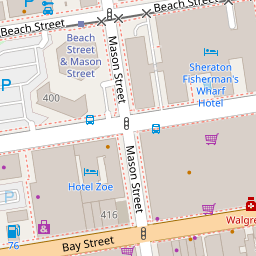 Beach Street
Beach Street
Beach
Street
& Mason
Street
Mason Street
Sheraton
Fisherman's
Wharf
Hotel
P
400
Mason Street
Hotel Zoe
416
Walgre
P
76
Bay Street